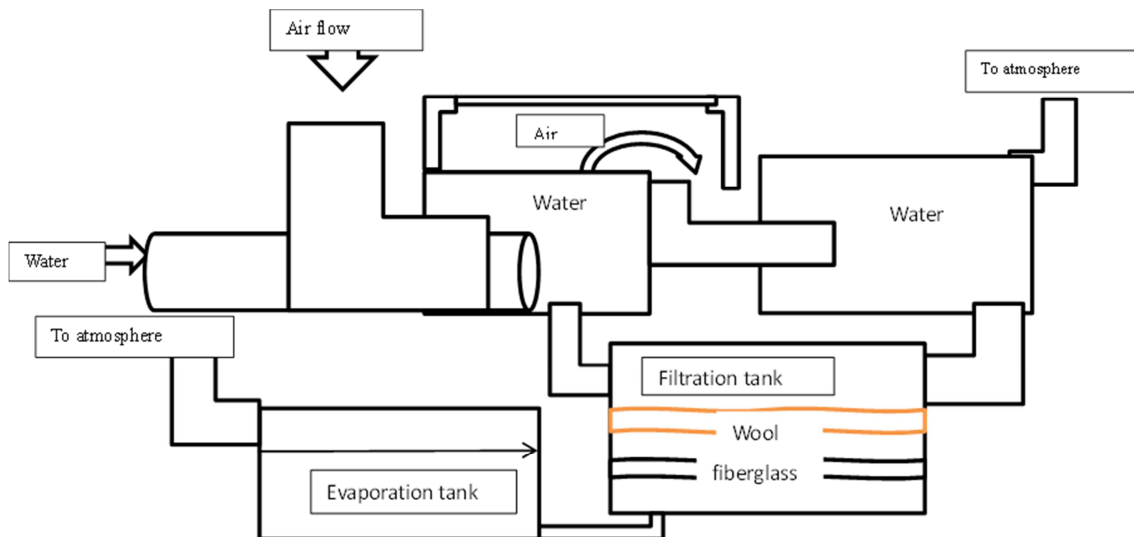 Air flow
To atmosphere
Air
Water
Water
Water
To atmosphere
Filtration tank
Wool
fiberglass
Evaporation tank